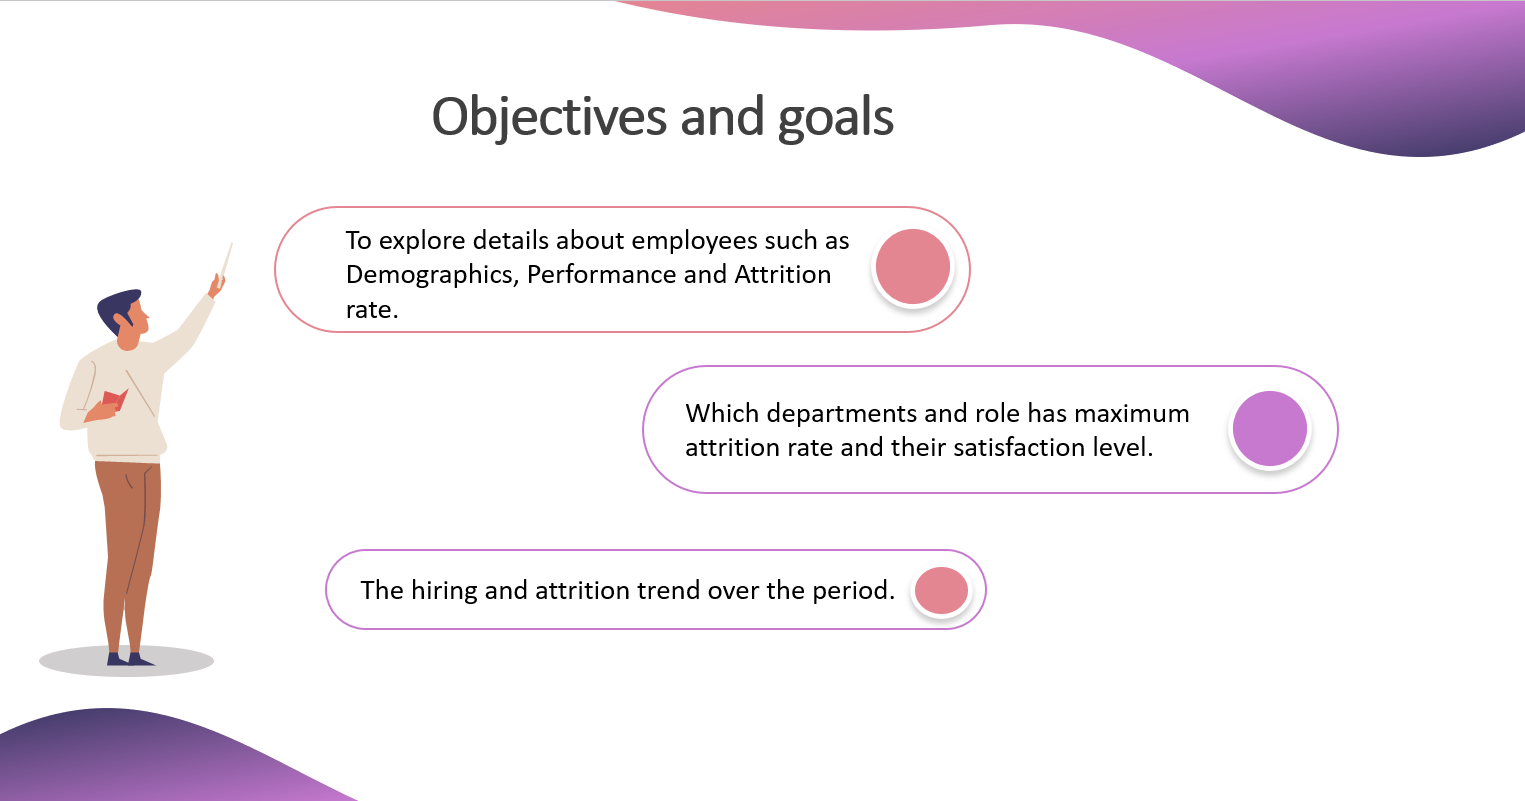 Objectives and goals
To explore details about employees such as
Demographics, Performance and Attrition
rate.
Which departments and role has maximum
attrition rate and their satisfaction level.
The hiring and attrition trend over the period.